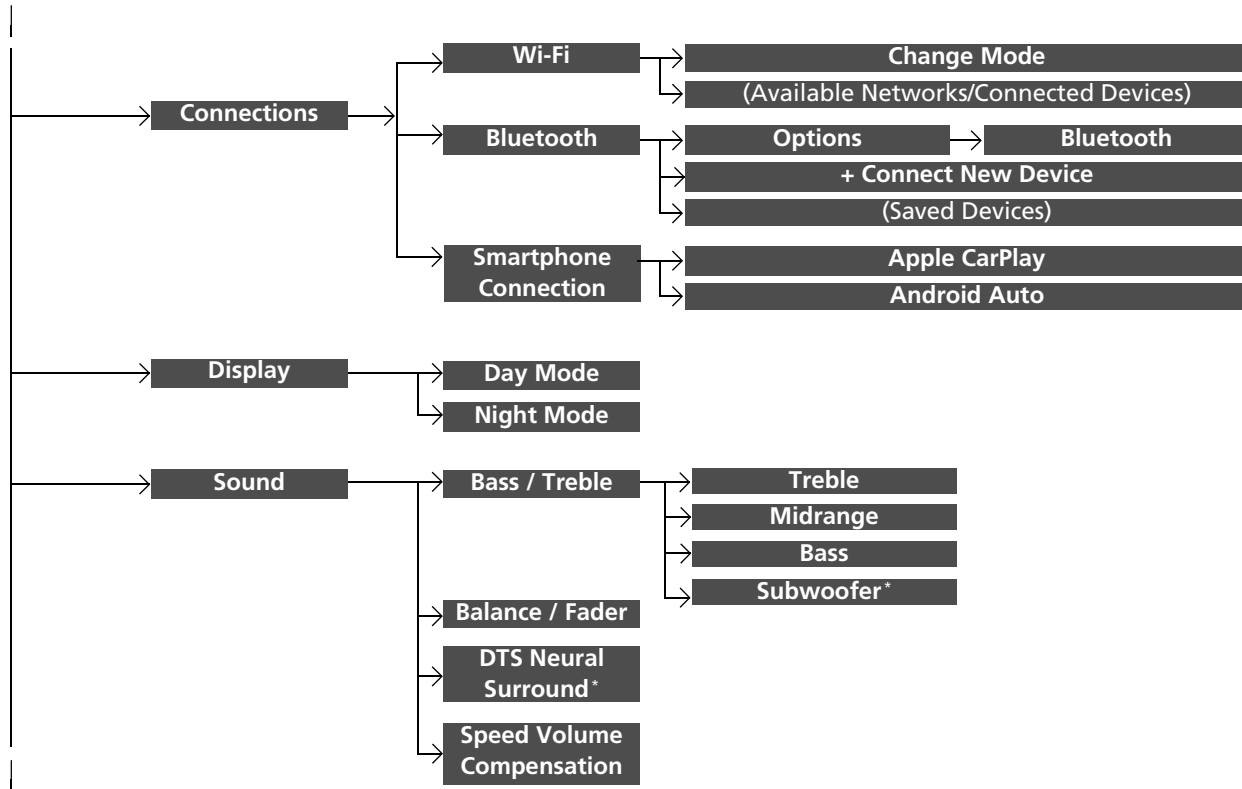 Wi-Fi
Change Mode
(Available Networks/Connected Devices)
Connections
Bluetooth
Options
Bluetooth
+ Connect New Device
(Saved Devices)
Smartphone
Connection
Apple CarPlay
Android Auto
Display
Day Mode
Night Mode
Sound
Bass / Treble
Treble
Midrange
Bass
Subwoofer*
Balance / Fader
DTS Neural
Surround*
Speed Volume
Compensation